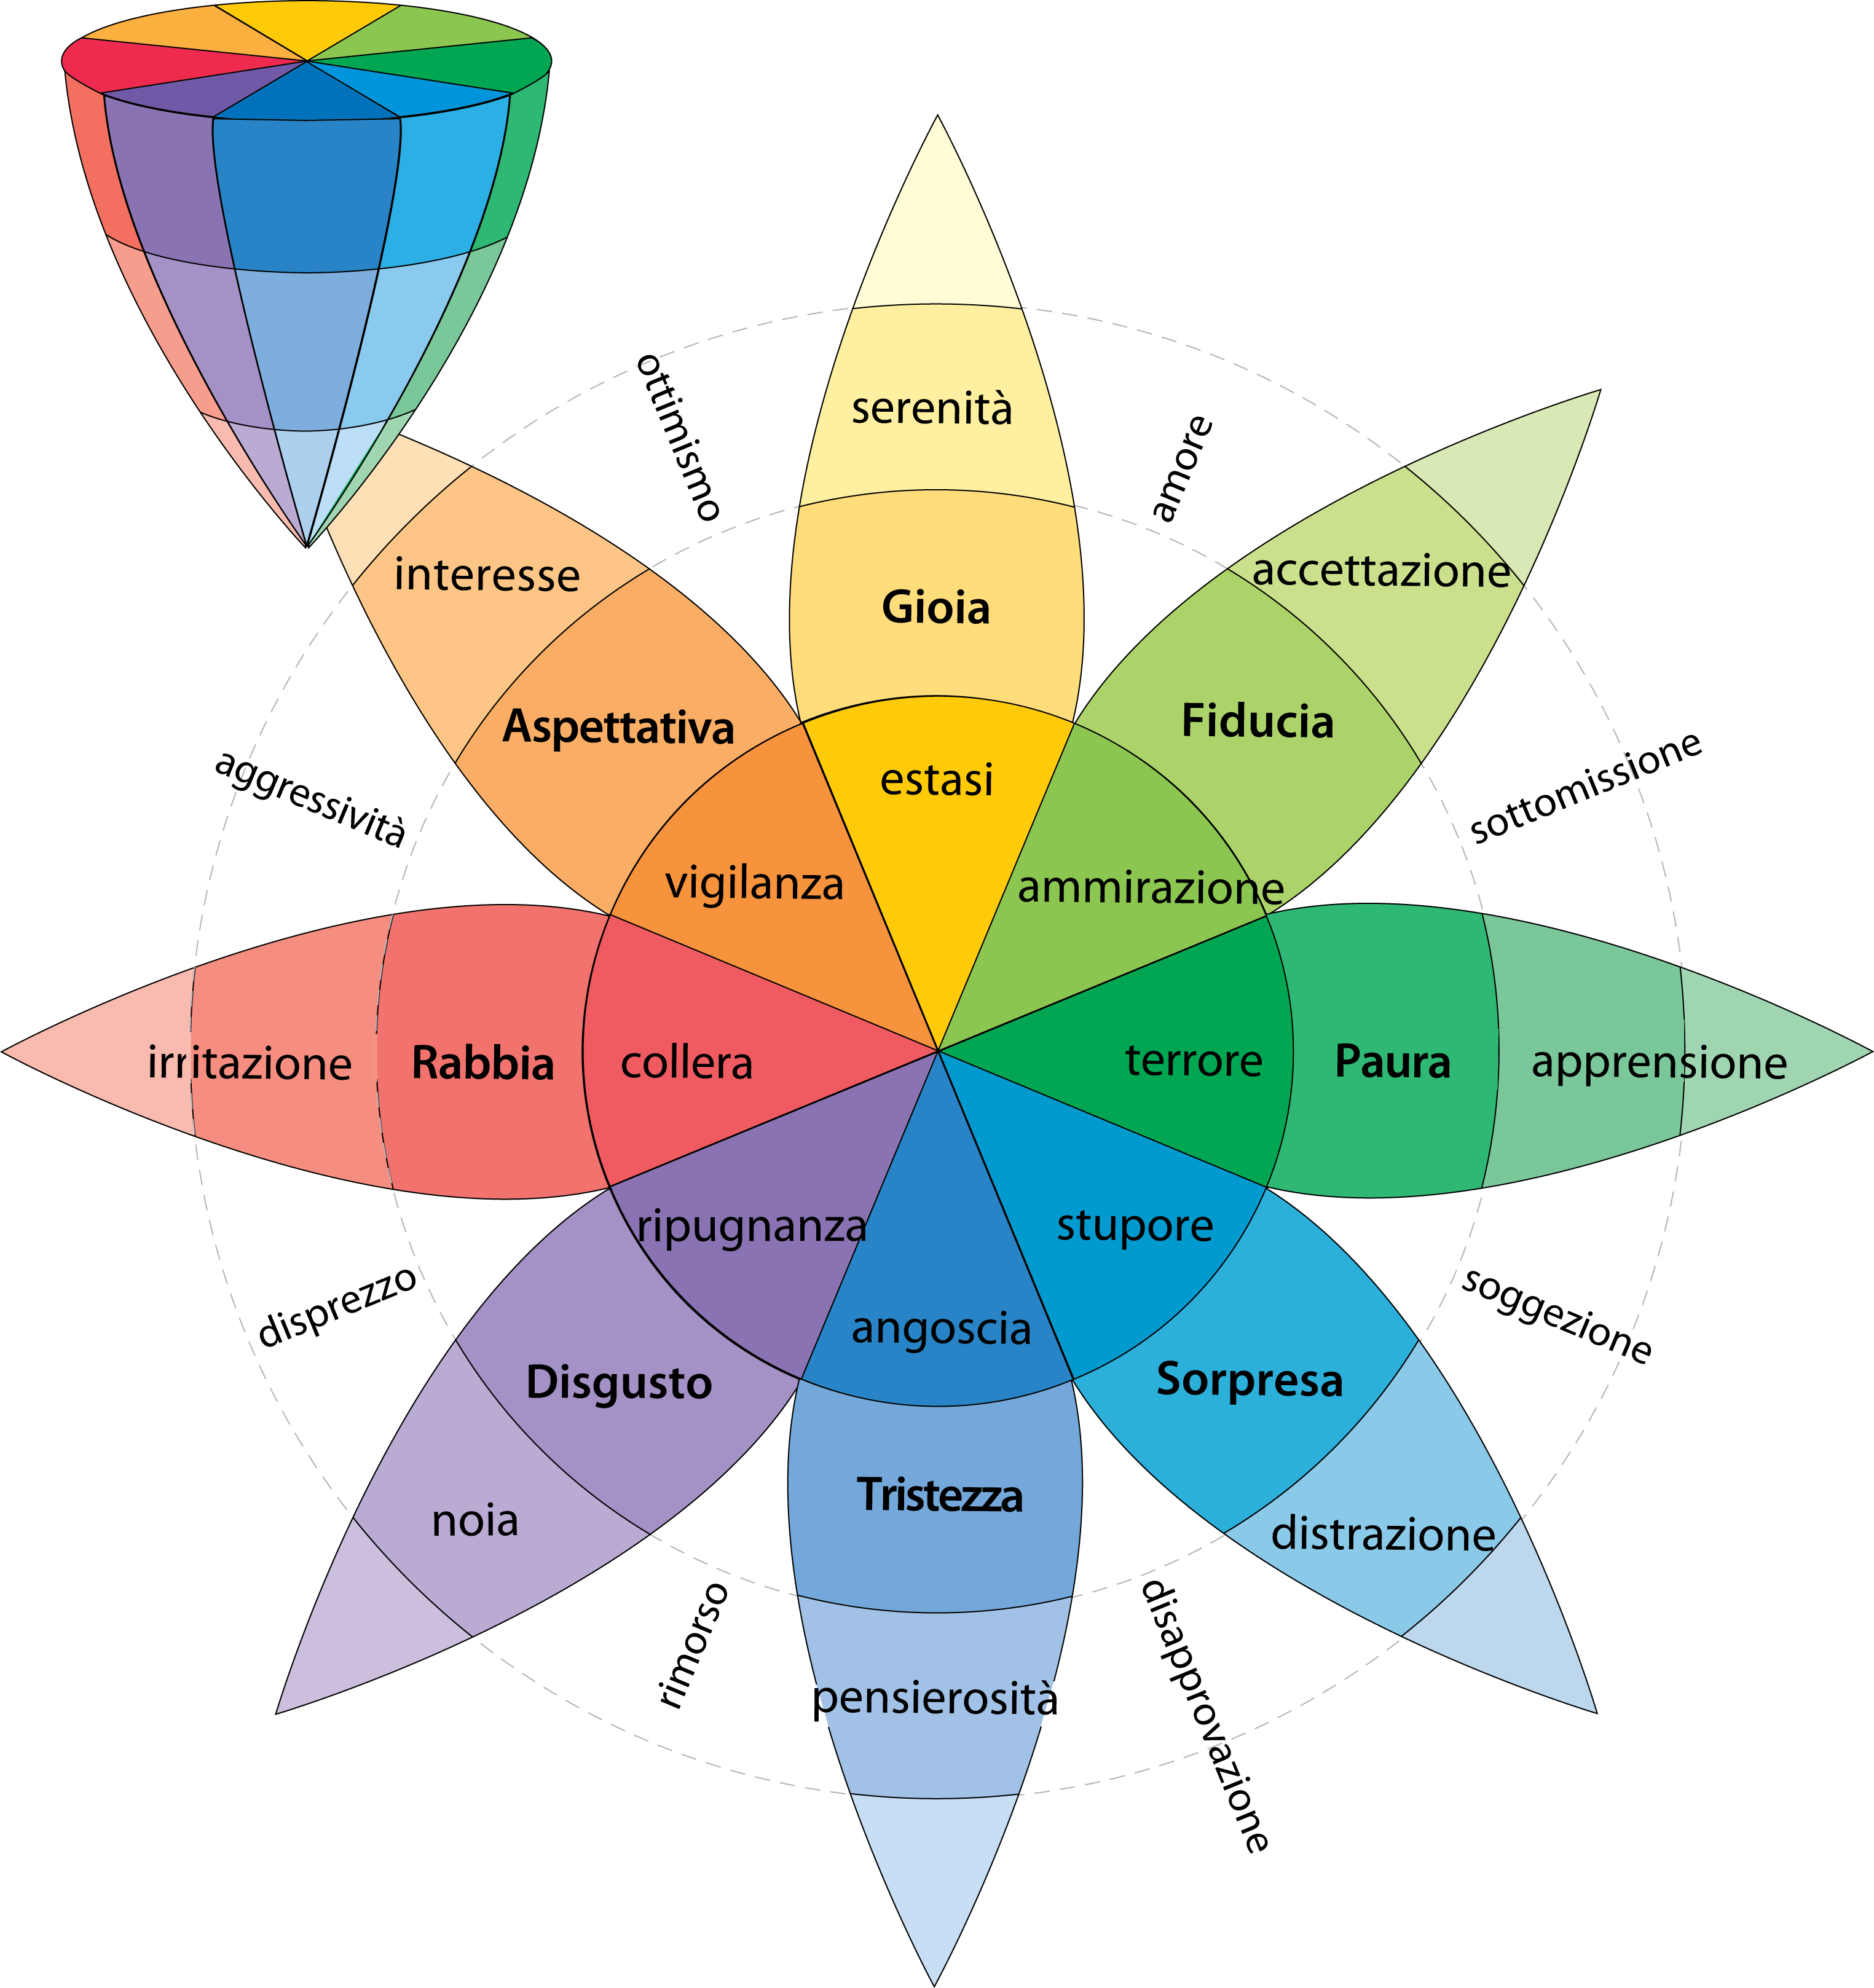 ottimismo
serenità
amore
interesse
accettazione
Gioia
Aspettativa
Fiducia
aggressività
estasi
sottomissione
vigilanza
ammirazione
irritazione
Rabbia
collera
terrore
Paura
apprensione
ripugnanza
stupore
disprezzo
angoscia
soggezione
Disgusto
Sorpresa
Tristezza
noia
distrazione
rimorso
pensierosità
disapprovazione